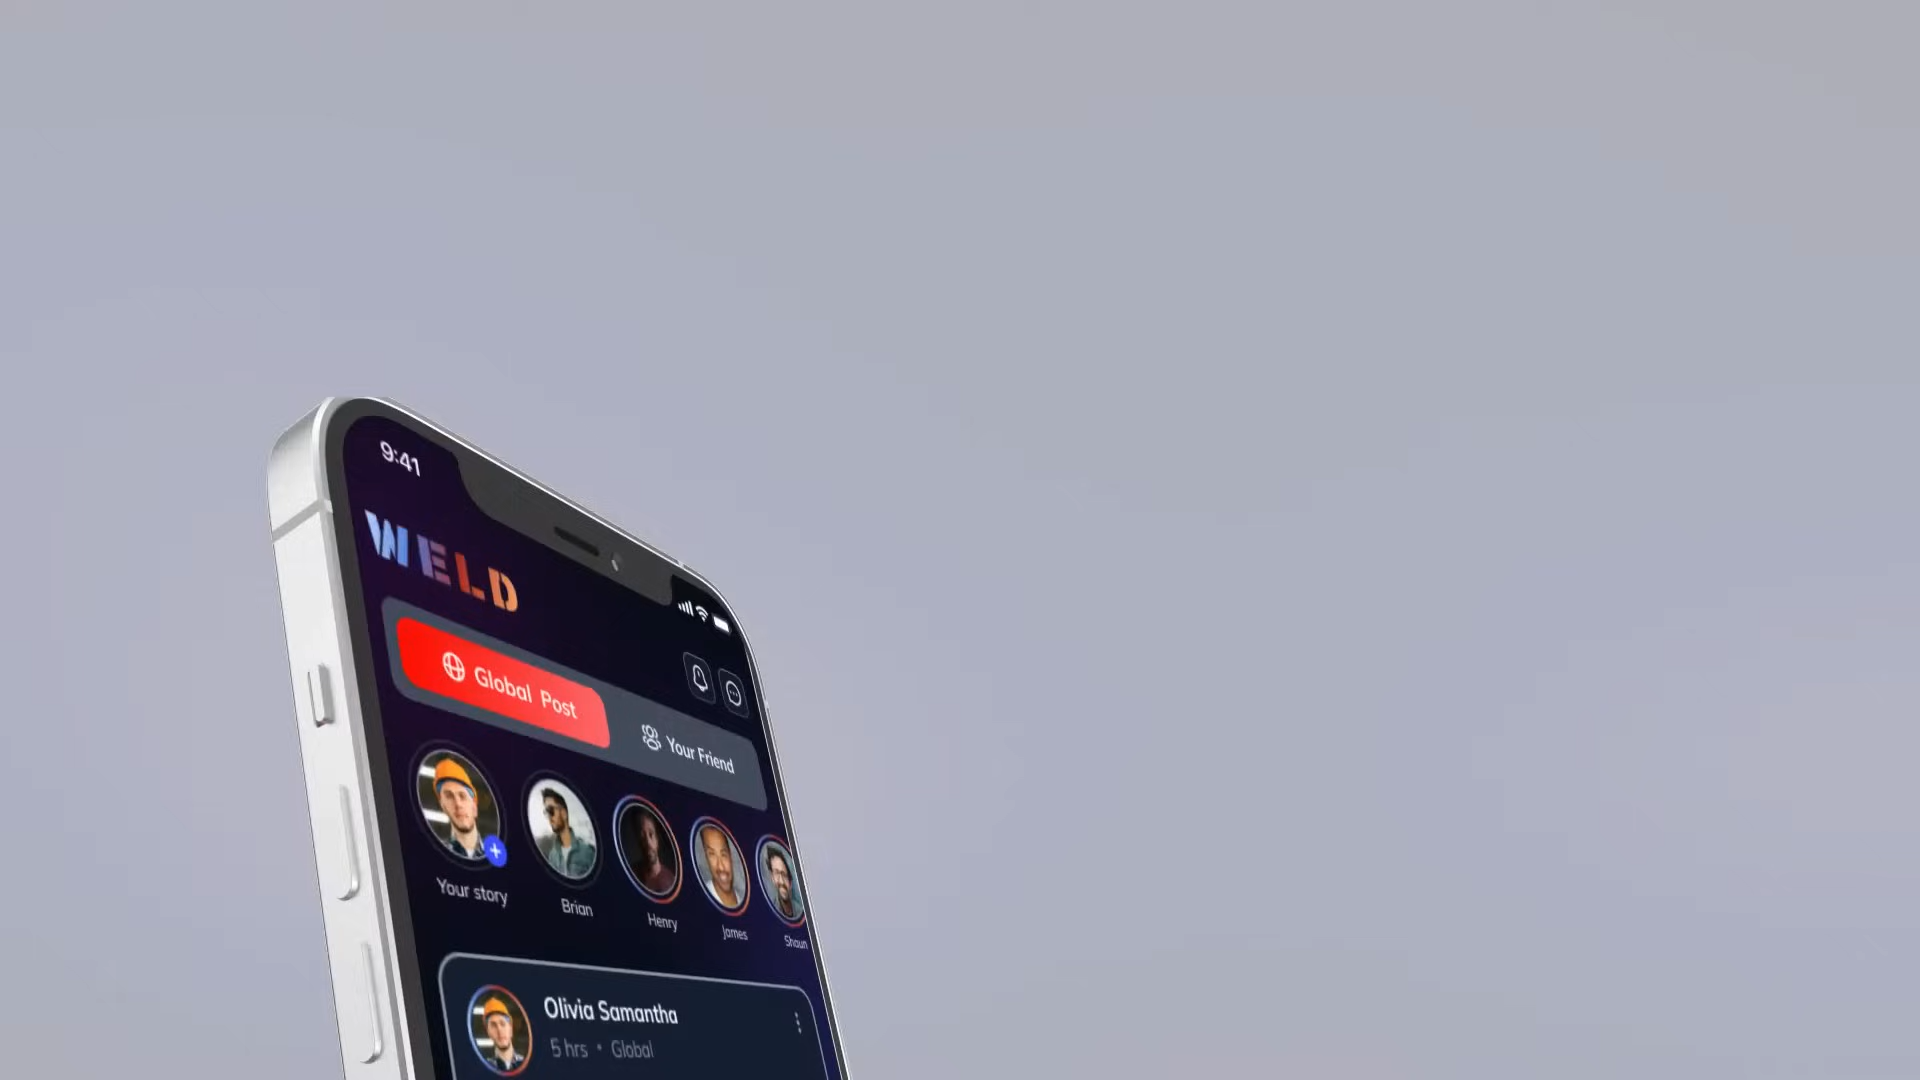 9:41
WELD
Global Post
Your Friend
Your story
Brian
Henry
James
Shaun
Olivia Samantha
5 hrs • Global